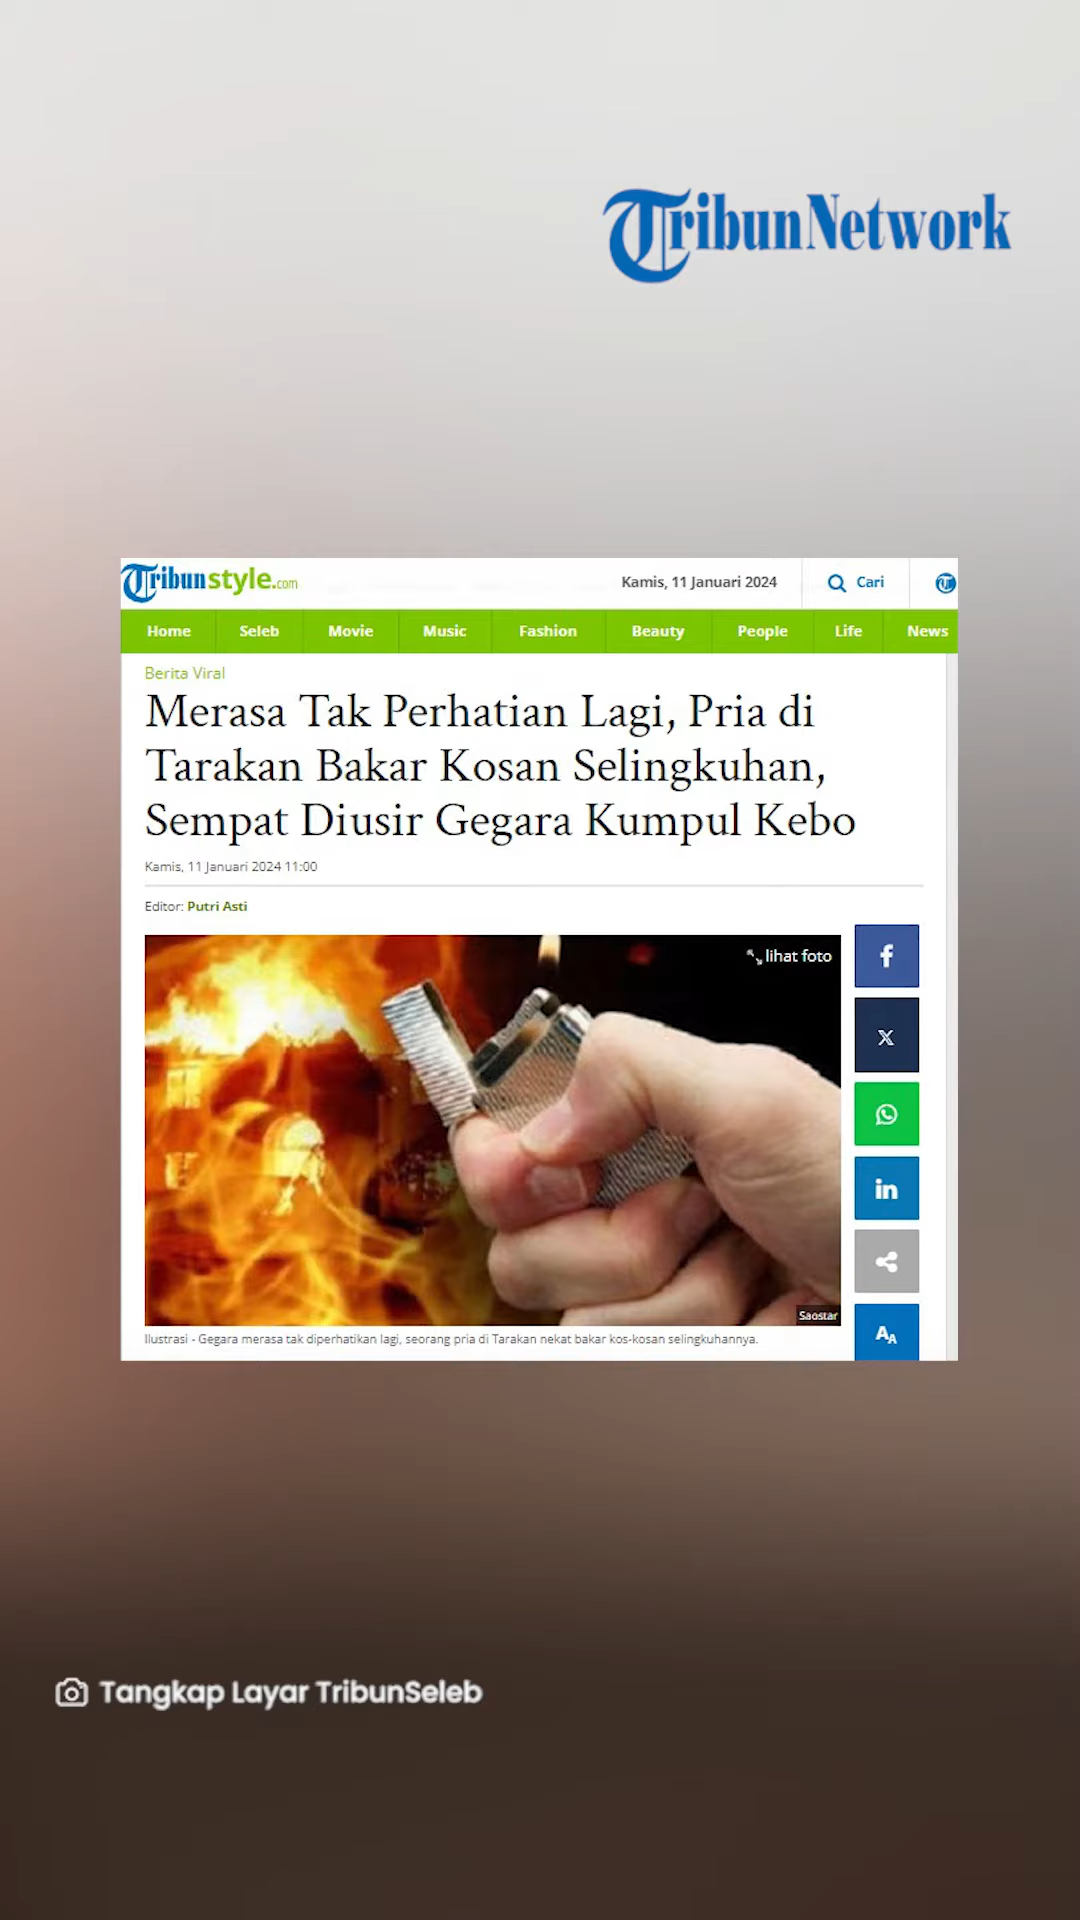 TribunNetwork
Tribunstyle.com
Kamis, 11 Januari 2024
Cari
Home Seleb Movie Music Fashion Beauty People Life News
Berita Viral
Merasa Tak Perhatian Lagi, Pria di
Tarakan Bakar Kosan Selingkuhan,
Sempat Diusir Gegara Kumpul Kebo
Kamis, 11 Januari 2024 11:00
Editor: Putri Asti
lihat foto
Saostar
Ilustrasi - Gegara merasa tak diperhatikan lagi, seorang pria di Tarakan nekat bakar kos-kosan selingkuhannya.
AA
Tangkap Layar TribunSeleb